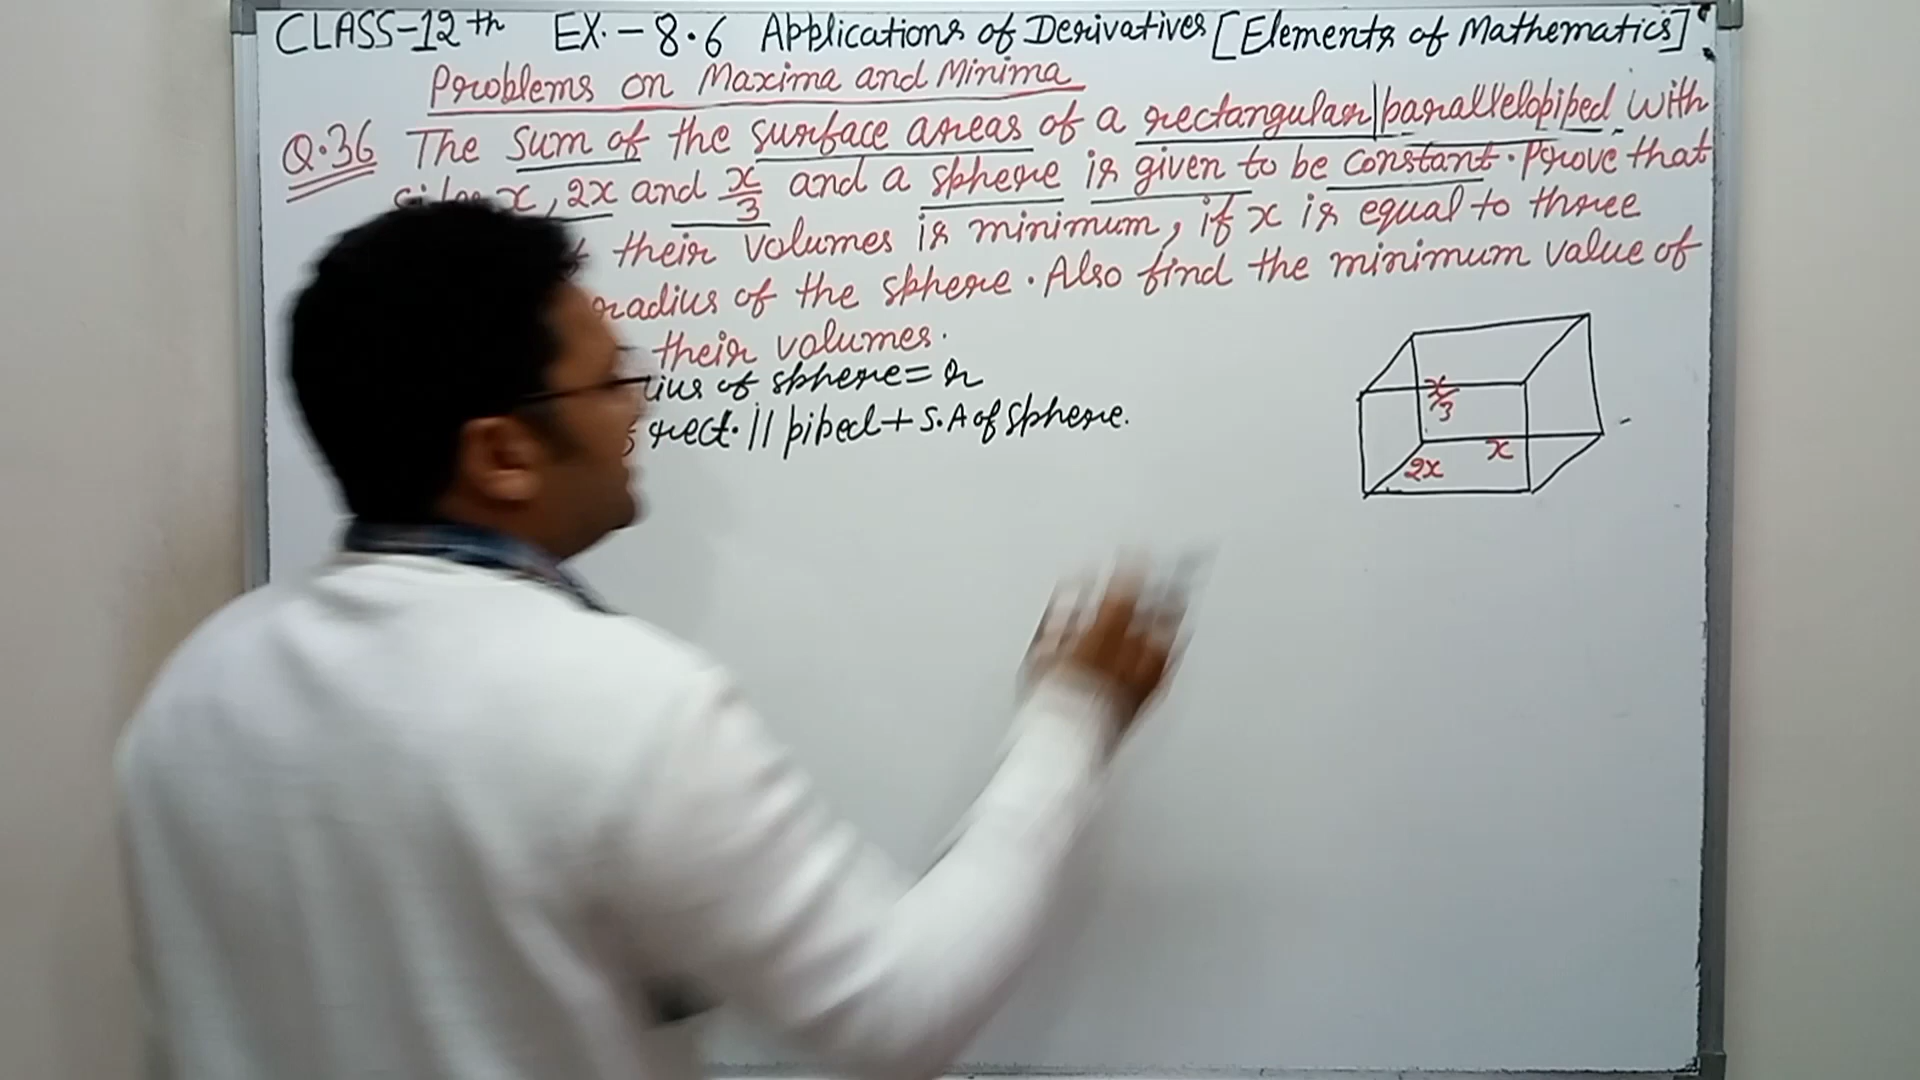 CLASS-12th EX.-8.6 Applications of Derivatives [Elements of Mathematics]
Problems on Maxima and Minima
Q.36 The sum of the surface areas of a rectangular parallelopiped with
x, 2x and x/3 and a sphere is given to be constant. Prove that
their volumes is minimum, if x is equal to three
radius of the sphere. Also find the minimum value of
their volumes.
of sphere = r
rect. || piped + S.A of sphere.
x/3
2x
x